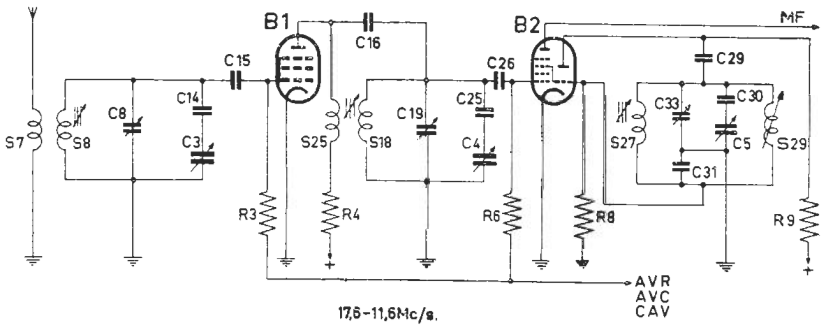 B1
B2
MF
C16
C15
C26
C29
C14
C8
C3
S7
S8
S25
S18
C19
C25
C4
C33
C30
C5
S27
S29
C31
R3
R4
R6
R8
R9
+
+
AVR
AVC
CAV
17,6-11,6Mc/s.